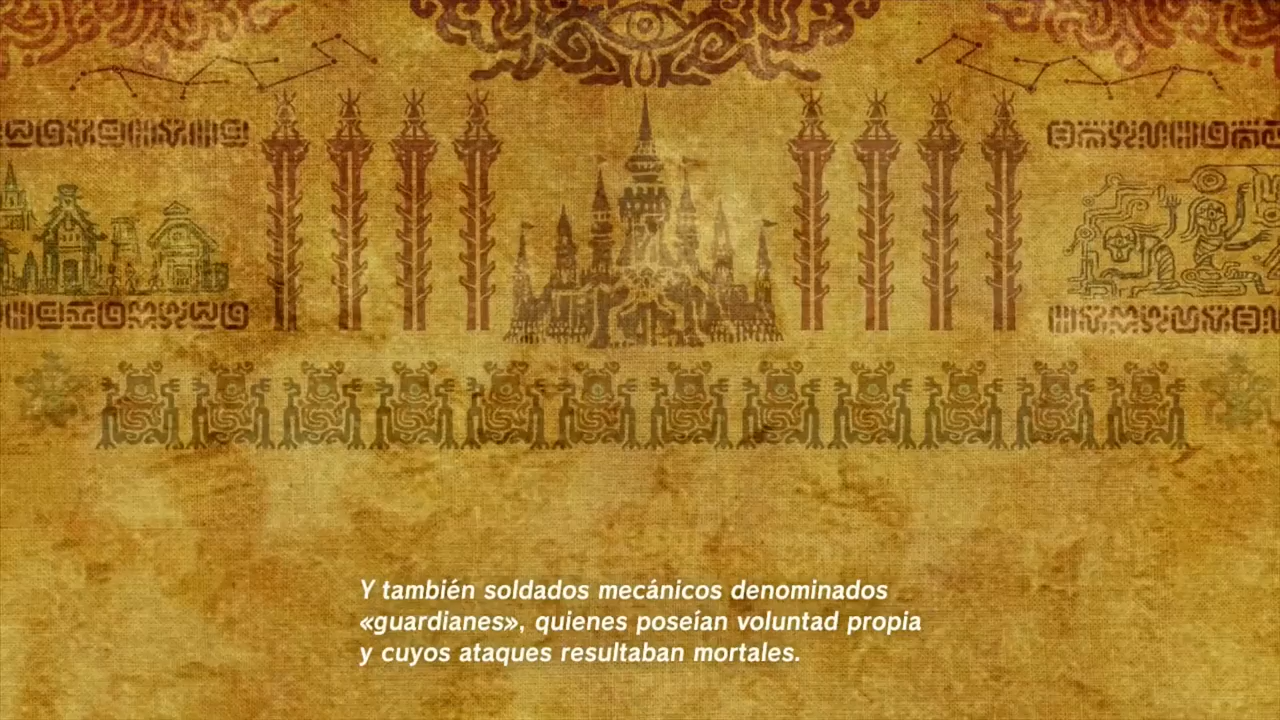 Y también soldados mecánicos denominados
«guardianes», quienes poseían voluntad propia
y cuyos ataques resultaban mortales.